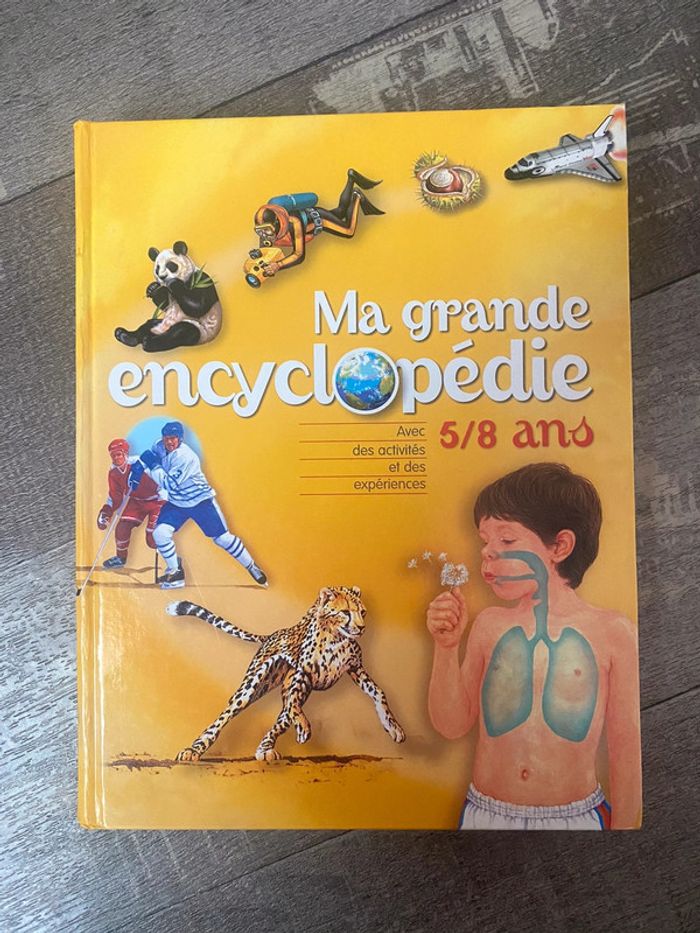 Ma grande
encyclopédie
5/8 ans
Avec
des activités
et des
expériences